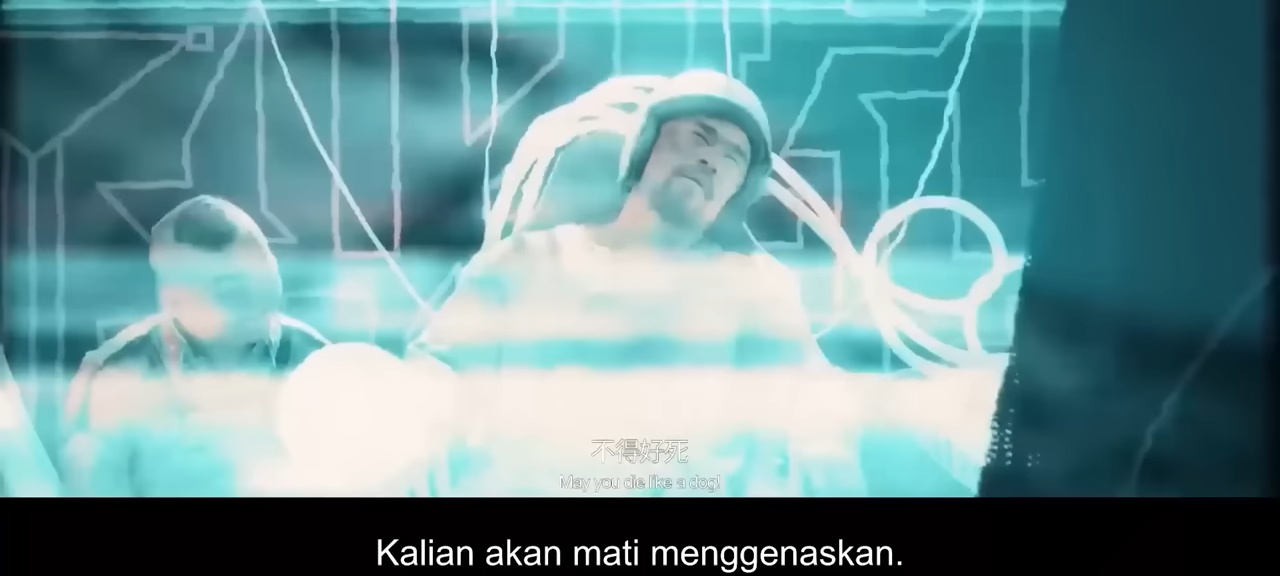 不得好死
May you die like a dog!
Kalian akan mati menggenaskan.